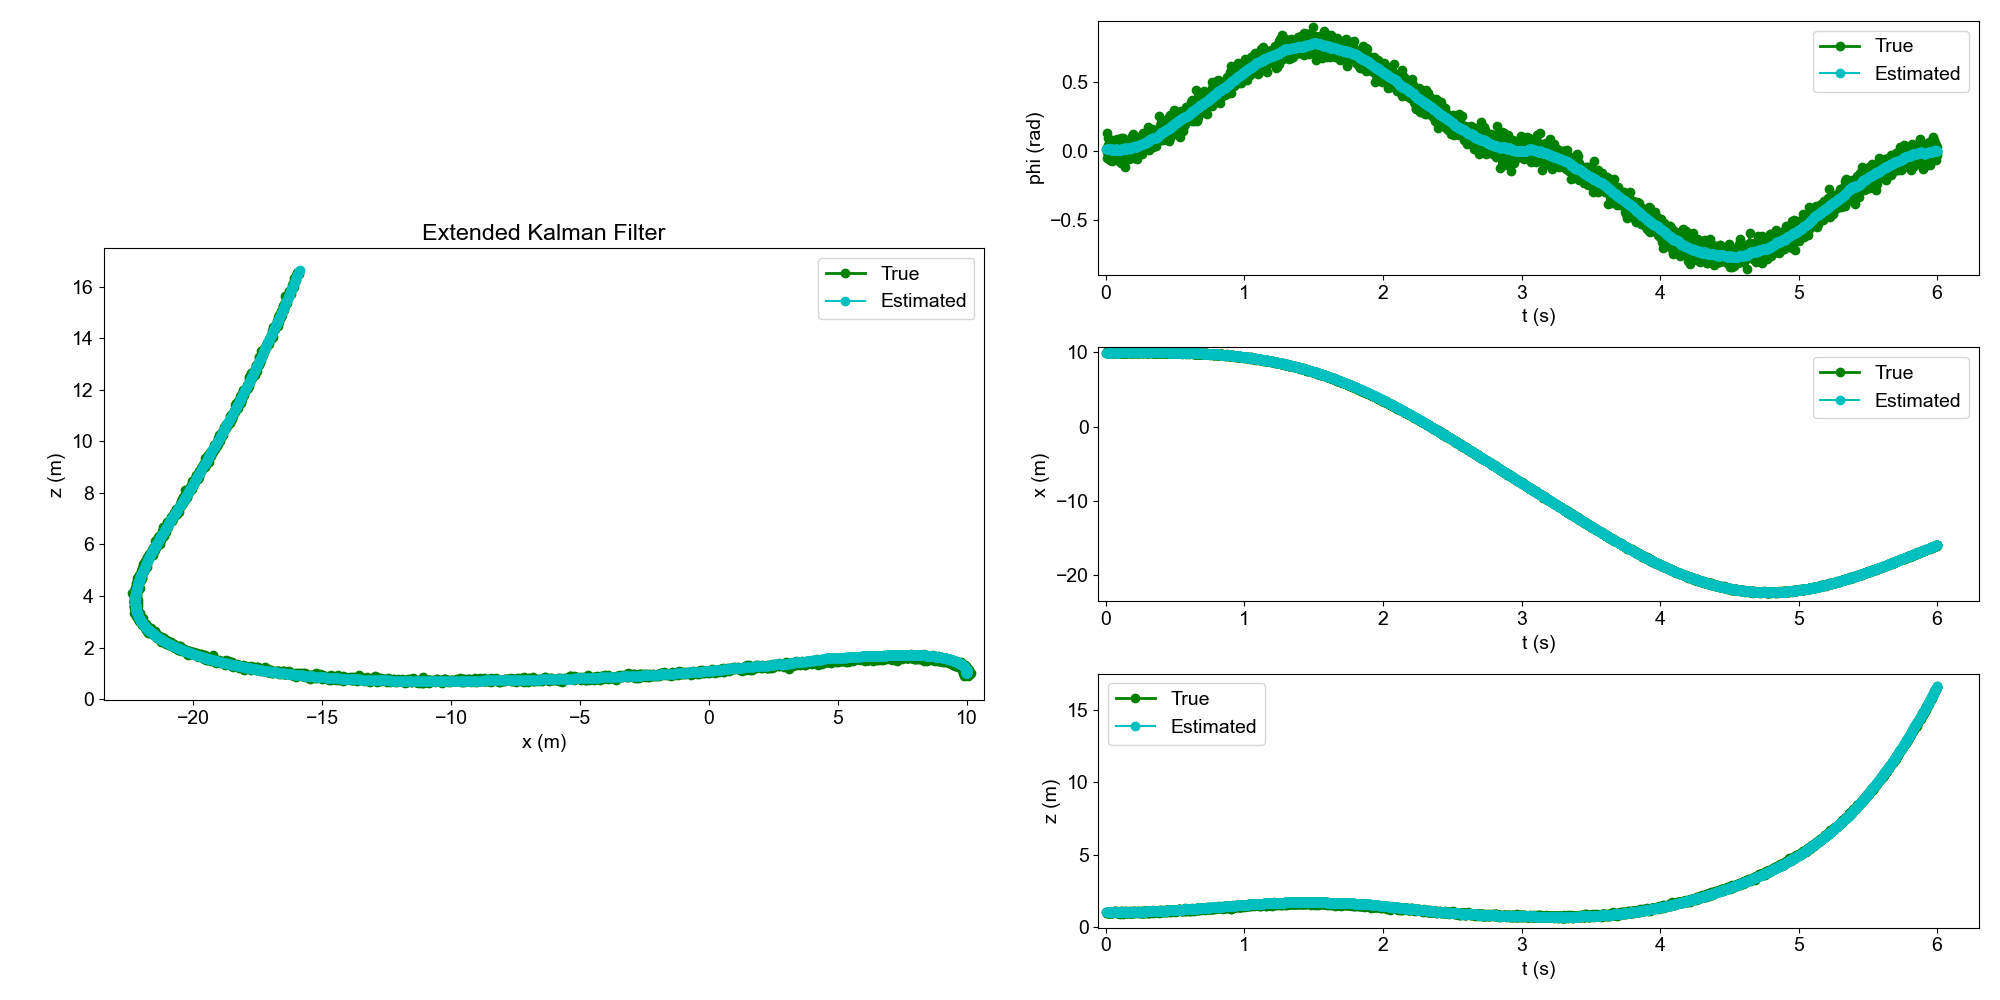 Extended Kalman Filter
True
Estimated
16
14
12
10
8
6
4
2
0
z (m)
−20 −15 −10 −5 0 5 10
x (m)
True
Estimated
0.5
0.0
−0.5
phi (rad)
0 1 2 3 4 5 6
t (s)
True
Estimated
10
0
−10
−20
x (m)
0 1 2 3 4 5 6
t (s)
True
Estimated
15
10
5
0
z (m)
0 1 2 3 4 5 6
t (s)